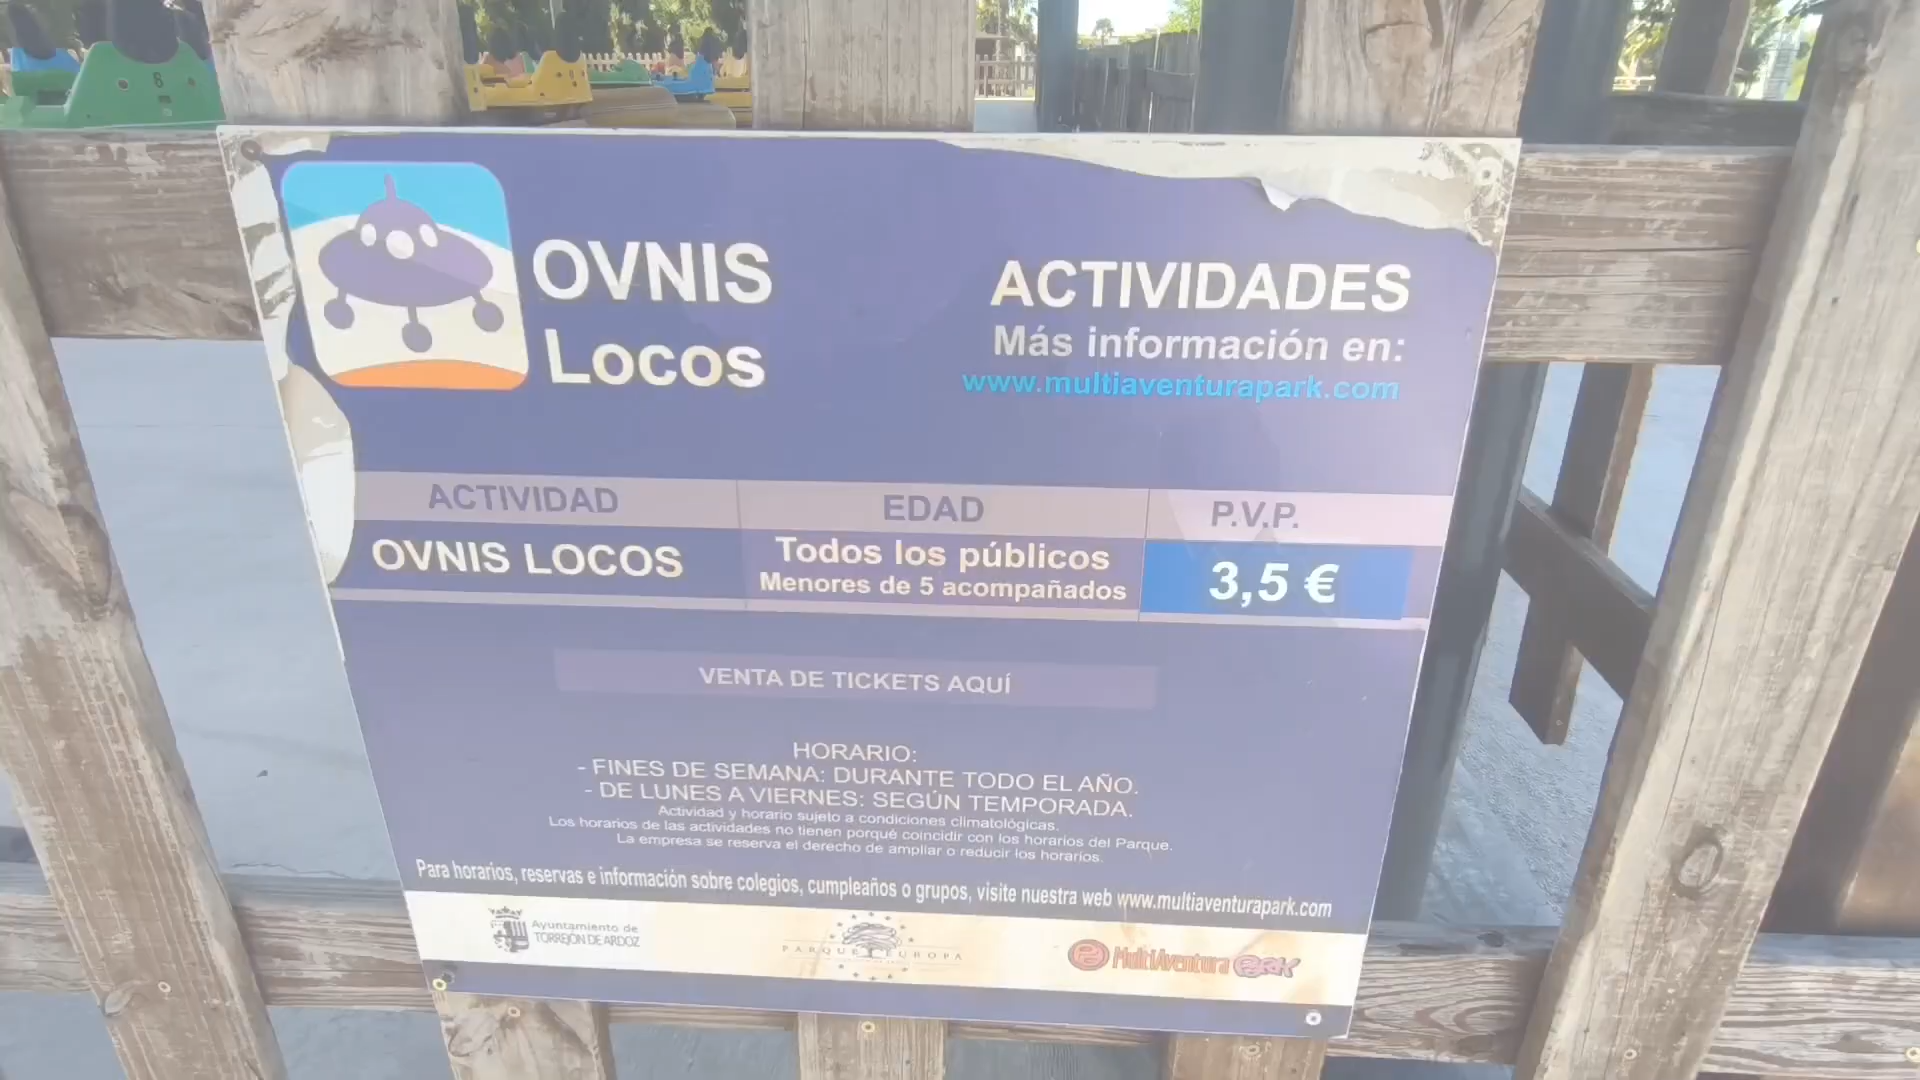 6
OVNIS
LOCOS
ACTIVIDADES
Más información en:
www.multiaventurapark.com
ACTIVIDAD EDAD P.V.P.
OVNIS LOCOS Todos los públicos 3,5 €
Menores de 5 acompañados
VENTA DE TICKETS AQUÍ
HORARIO:
- FINES DE SEMANA: DURANTE TODO EL AÑO.
- DE LUNES A VIERNES: SEGÚN TEMPORADA.
Actividad y horario sujeto a condiciones climatológicas.
Los horarios de las actividades no tienen porqué coincidir con los horarios del Parque.
La empresa se reserva el derecho de ampliar o reducir los horarios.
Para horarios, reservas e información sobre colegios, cumpleaños o grupos, visite nuestra web www.multiaventurapark.com
Ayuntamiento de
TORREJÓN DE ARDOZ
PARQUE EUROPA
MultiAventura PARK